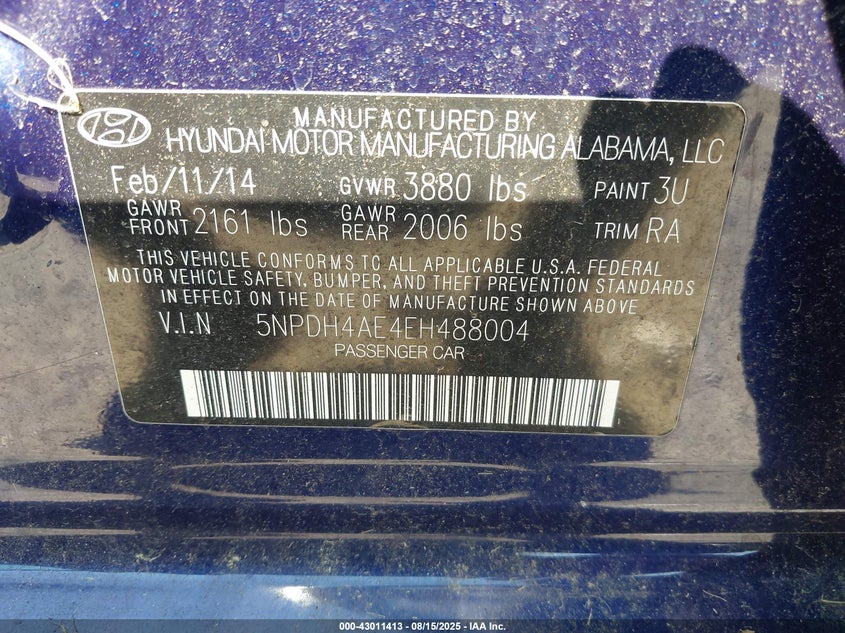 MANUFACTURED BY
HYUNDAI MOTOR MANUFACTURING ALABAMA, LLC
Feb/11/14 GVWR 3880 lbs PAINT 3U
GAWR FRONT 2161 lbs GAWR REAR 2006 lbs TRIM RA
THIS VEHICLE CONFORMS TO ALL APPLICABLE U.S.A. FEDERAL
MOTOR VEHICLE SAFETY, BUMPER, AND THEFT PREVENTION STANDARDS
IN EFFECT ON THE DATE OF MANUFACTURE SHOWN ABOVE
V.I.N 5NPDH4AE4EH488004
PASSENGER CAR
000-43011413 - 08/15/2025 - IAA Inc.